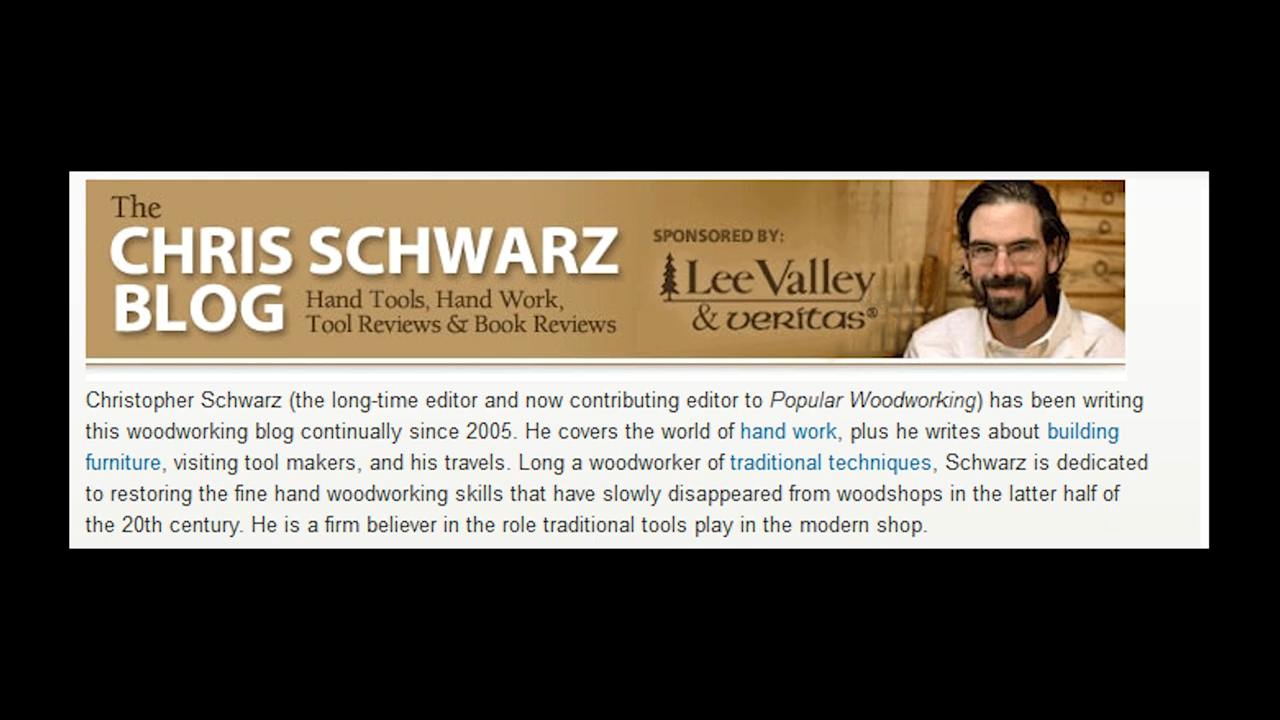 The
CHRIS SCHWARZ
BLOG
Hand Tools, Hand Work,
Tool Reviews & Book Reviews
SPONSORED BY:
Lee Valley
& veritas®
Christopher Schwarz (the long-time editor and now contributing editor to Popular Woodworking) has been writing
this woodworking blog continually since 2005. He covers the world of hand work, plus he writes about building
furniture, visiting tool makers, and his travels. Long a woodworker of traditional techniques, Schwarz is dedicated
to restoring the fine hand woodworking skills that have slowly disappeared from woodshops in the latter half of
the 20th century. He is a firm believer in the role traditional tools play in the modern shop.